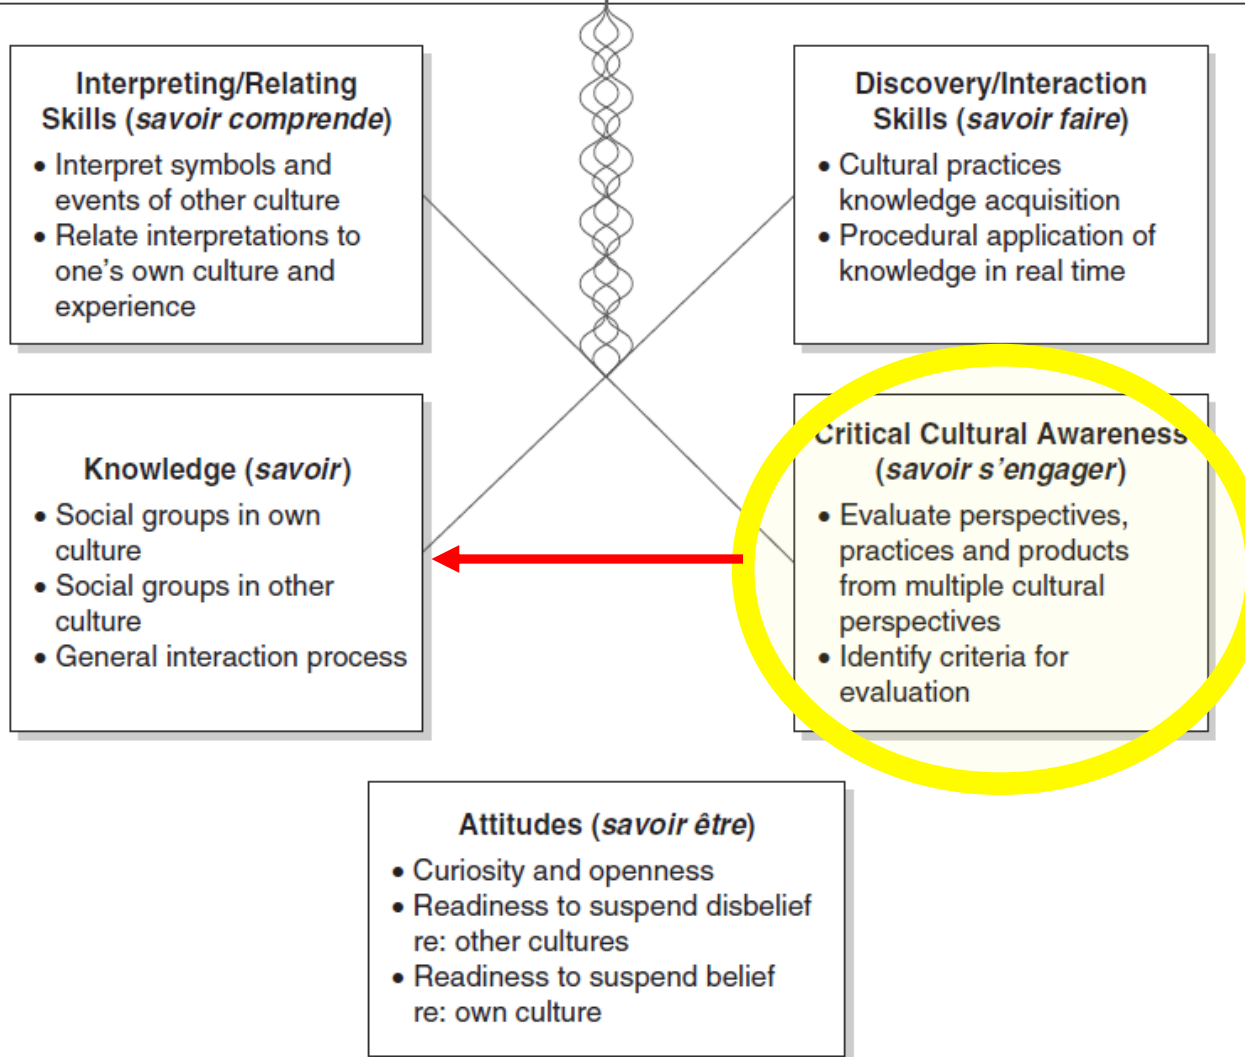 Interpreting/Relating
Skills (savoir comprende)
• Interpret symbols and
events of other culture
• Relate interpretations to
one's own culture and
experience
Discovery/Interaction
Skills (savoir faire)
• Cultural practices
knowledge acquisition
• Procedural application of
knowledge in real time
Knowledge (savoir)
• Social groups in own
culture
• Social groups in other
culture
• General interaction process
Critical Cultural Awareness
(savoir s'engager)
• Evaluate perspectives,
practices and products
from multiple cultural
perspectives
• Identify criteria for
evaluation
Attitudes (savoir être)
• Curiosity and openness
• Readiness to suspend disbelief
re: other cultures
• Readiness to suspend belief
re: own culture